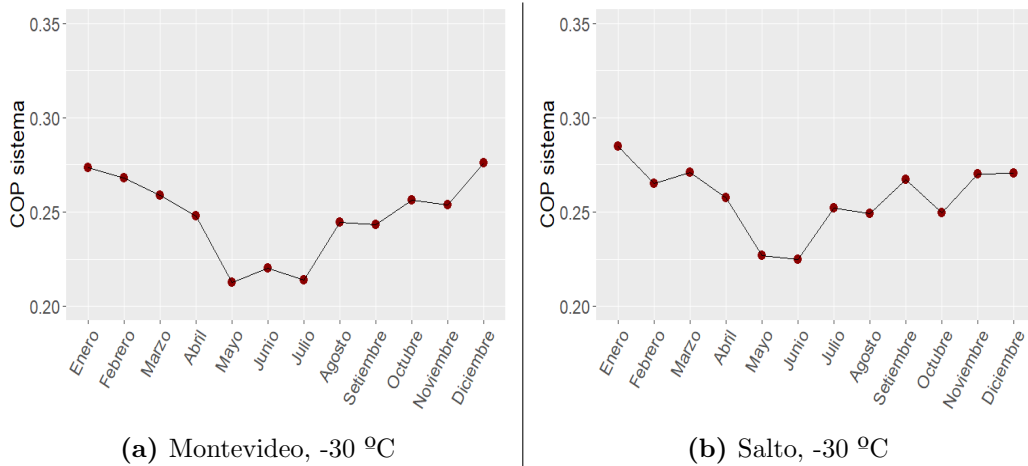 COP sistema
0.35
0.30
0.25
0.20
Enero
Febrero
Marzo
Abril
Mayo
Junio
Julio
Agosto
Setiembre
Octubre
Noviembre
Diciembre
(a) Montevideo, -30 ºC
COP sistema
0.35
0.30
0.25
0.20
Enero
Febrero
Marzo
Abril
Mayo
Junio
Julio
Agosto
Setiembre
Octubre
Noviembre
Diciembre
(b) Salto, -30 ºC